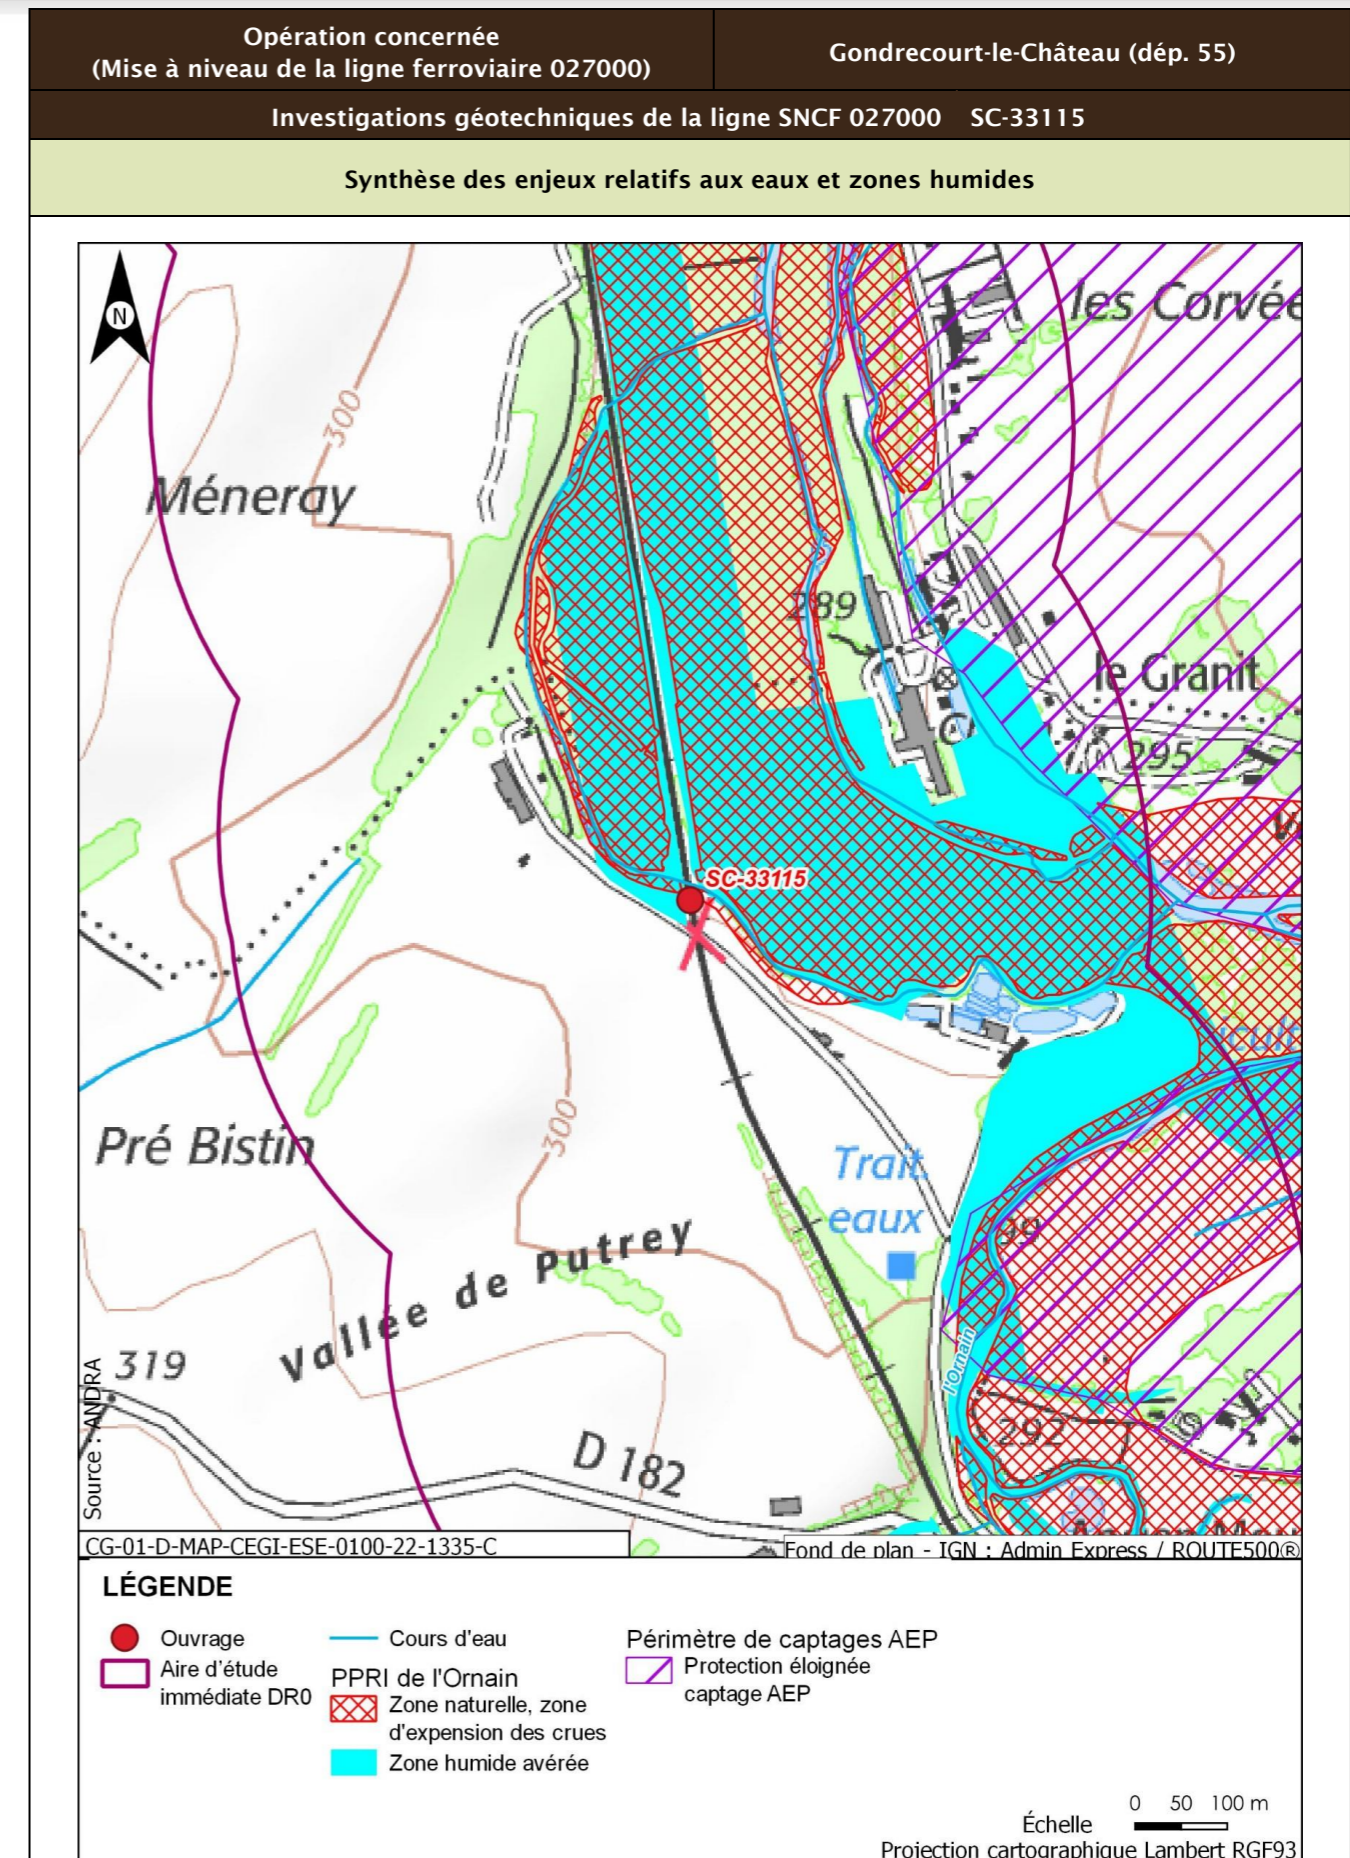 Opération concernée
(Mise à niveau de la ligne ferroviaire 027000)
Gondrecourt-le-Château (dép. 55)
Investigations géotechniques de la ligne SNCF 027000 SC-33115
Synthèse des enjeux relatifs aux eaux et zones humides
N
les Corvée
300
Méneray
289
le Granit
295
SC-33115
Pré Bistin
300
Trait.
eaux
99
Vallée de Putrey
l'Ornain
319
292
D 182
Source : ANDRA
CG-01-D-MAP-CEGI-ESE-0100-22-1335-C
Fond de plan - IGN : Admin Express / ROUTE500®
LÉGENDE
Ouvrage
Aire d'étude
immédiate DR0
Cours d'eau
PPRI de l'Ornain
Zone naturelle, zone
d'expension des crues
Zone humide avérée
Périmètre de captages AEP
Protection éloignée
captage AEP
0 50 100 m
Échelle
Projection cartographique Lambert RGF93